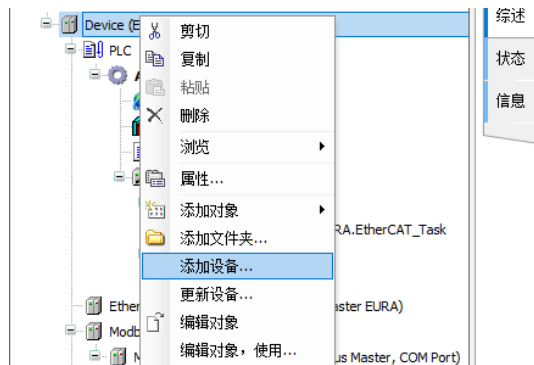 Device (E
剪切
综述
PLC
复制
状态
粘贴
删除
信息
浏览
属性...
添加对象
添加文件夹...
RA.EtherCAT_Task
添加设备...
更新设备...
Ether
aster EURA)
编辑对象
Modb
编辑对象，使用...
us Master, COM Port)